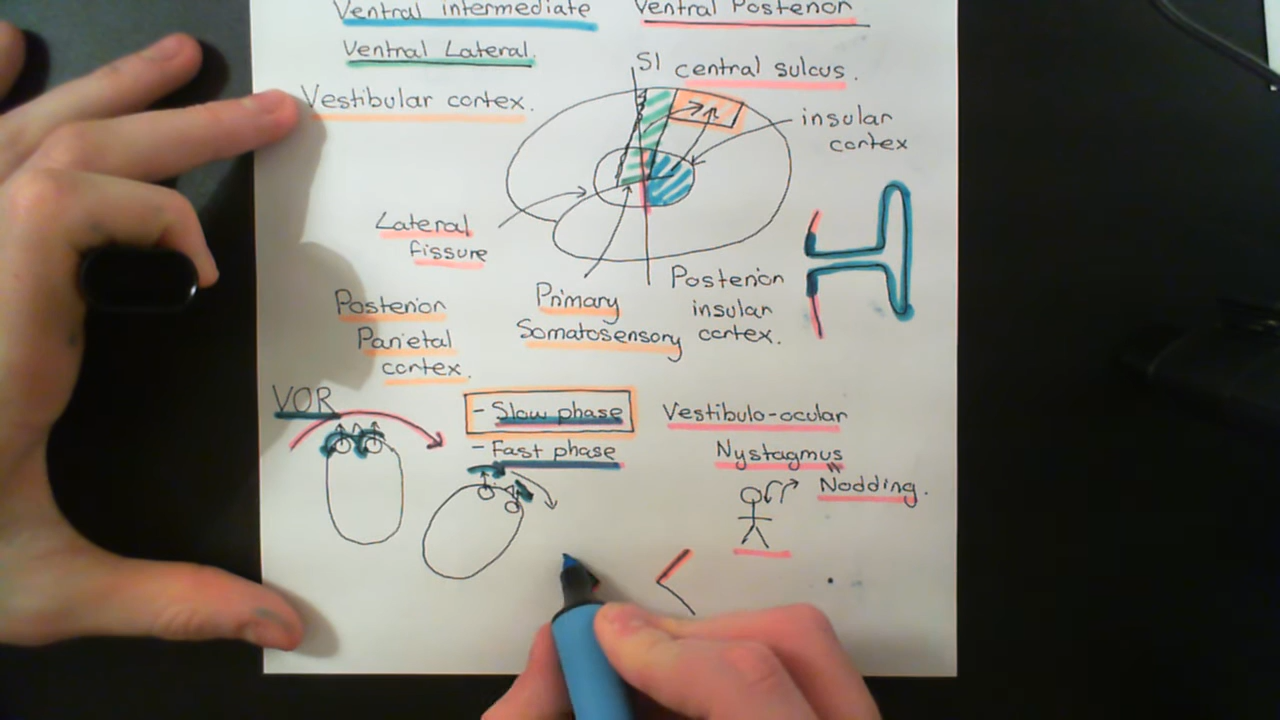 Ventral intermediate
Ventral Posterior
Ventral Lateral.
S1
central sulcus.
Vestibular cortex.
insular
cortex
Lateral
fissure
Posterior
Parietal
cortex.
Primary
Somatosensory
Posterior
insular
cortex.
VOR
- Slow phase
- Fast phase
Vestibulo-ocular
Nystagmus
"
Nodding.